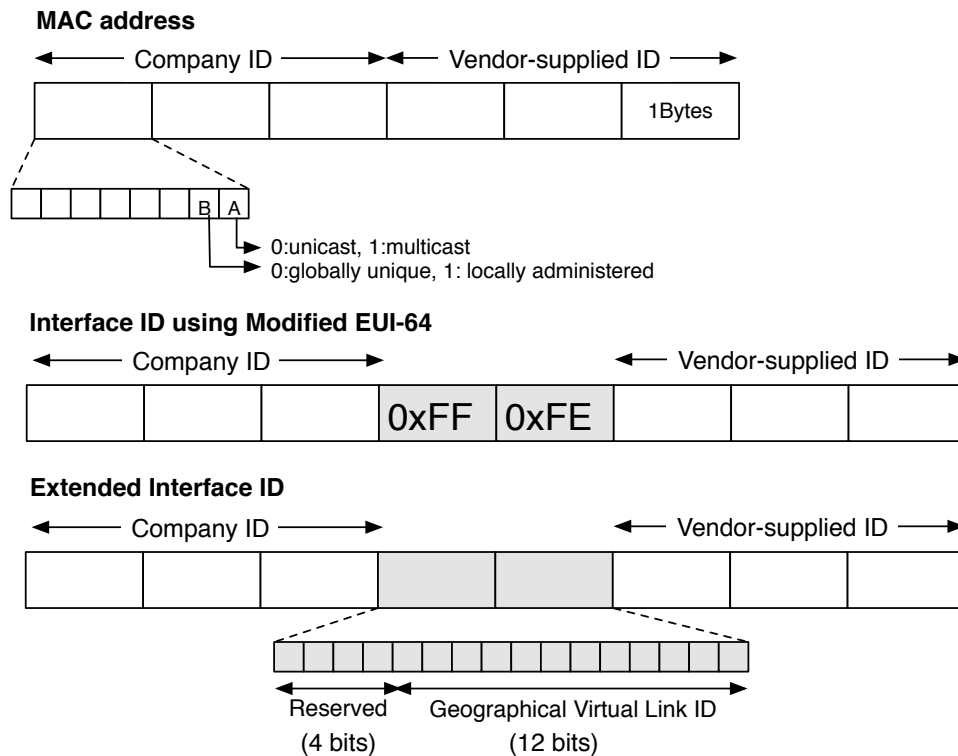 MAC address
Company ID
Vendor-supplied ID
1Bytes
B
A
0:unicast, 1:multicast
0:globally unique, 1: locally administered
Interface ID using Modified EUI-64
Company ID
Vendor-supplied ID
0xFF
0xFE
Extended Interface ID
Company ID
Vendor-supplied ID
Reserved
(4 bits)
Geographical Virtual Link ID
(12 bits)